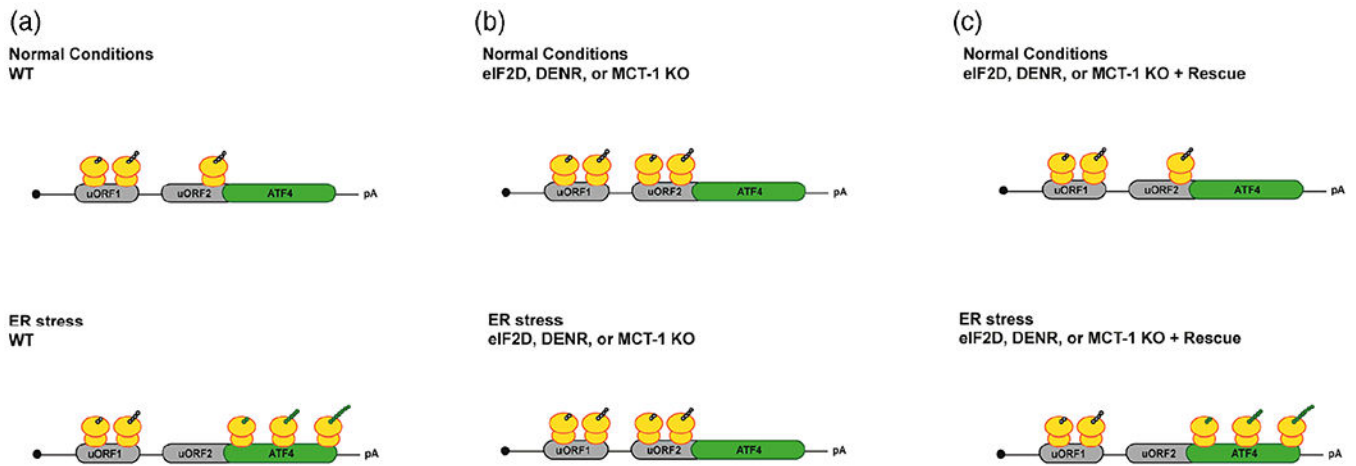 (a)
Normal Conditions
WT
uORF1 uORF2 ATF4 pA
ER stress
WT
uORF1 uORF2 ATF4 pA
(b)
Normal Conditions
eIF2D, DENR, or MCT-1 KO
uORF1 uORF2 ATF4 pA
ER stress
eIF2D, DENR, or MCT-1 KO
uORF1 uORF2 ATF4 pA
(c)
Normal Conditions
eIF2D, DENR, or MCT-1 KO + Rescue
uORF1 uORF2 ATF4 pA
ER stress
eIF2D, DENR, or MCT-1 KO + Rescue
uORF1 uORF2 ATF4 pA